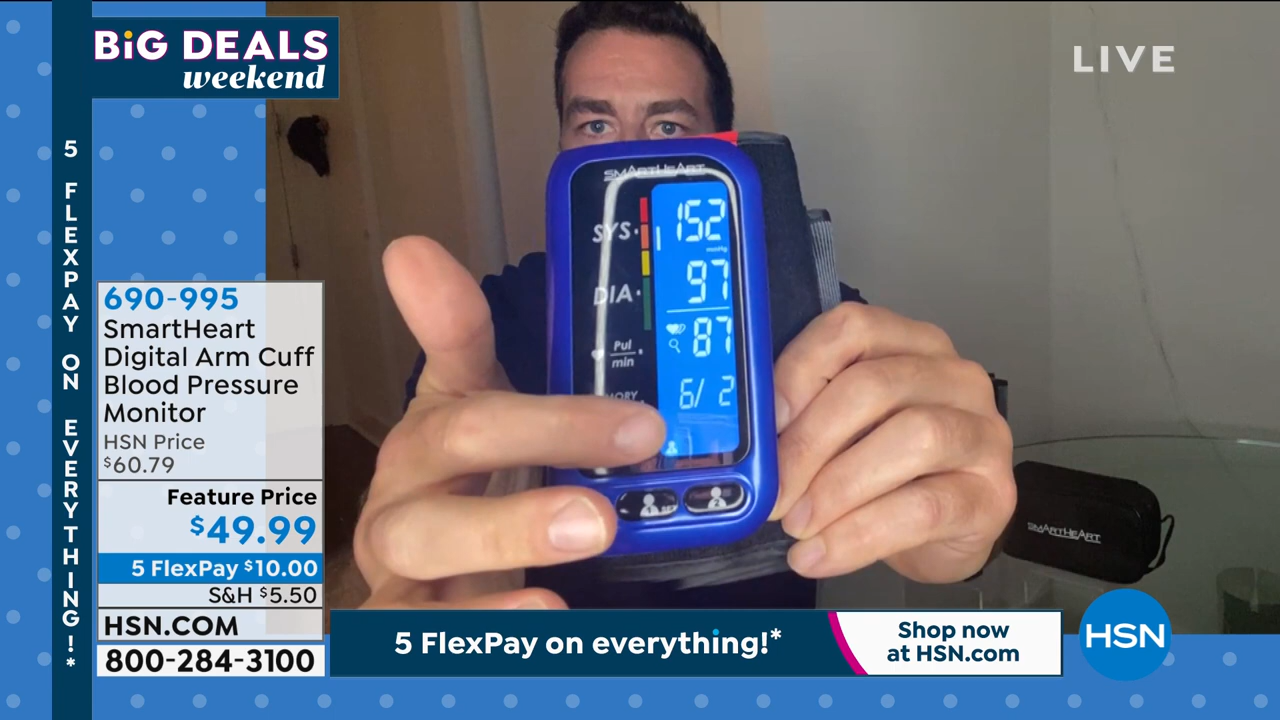 BiG DEALS
weekend
LIVE
5 FLEXPAY ON EVERYTHING!*
690-995
SmartHeart
Digital Arm Cuff
Blood Pressure
Monitor
HSN Price
$60.79
Feature Price
$49.99
5 FlexPay $10.00
S&H $5.50
HSN.COM
800-284-3100
SMARTHEART
SYS.
152
mmHg
DIA.
97
Pul
min
87
6/ 2
SET
SMARTHEART
5 FlexPay on everything!*
Shop now
at HSN.com
HSN